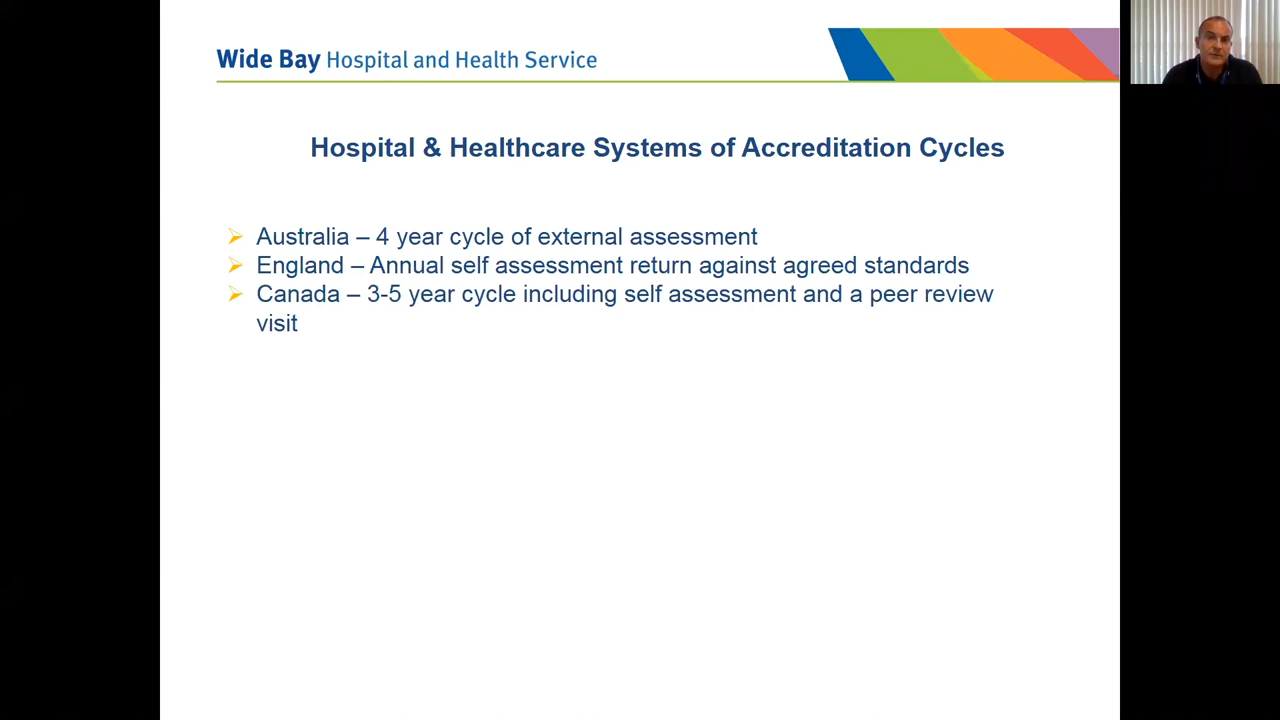 Wide Bay Hospital and Health Service
Hospital & Healthcare Systems of Accreditation Cycles
Australia – 4 year cycle of external assessment
England – Annual self assessment return against agreed standards
Canada – 3-5 year cycle including self assessment and a peer review
visit